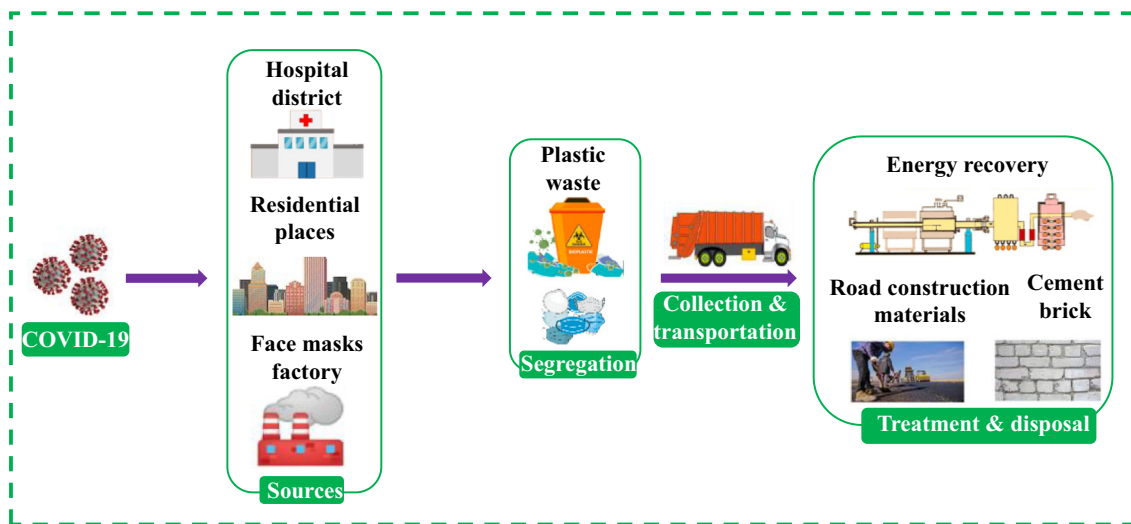 Hospital
district
Residential
places
Face masks
factory
Sources
COVID-19
Plastic
waste
Segregation
Collection &
transportation
Energy recovery
Road construction
materials
Cement
brick
Treatment & disposal